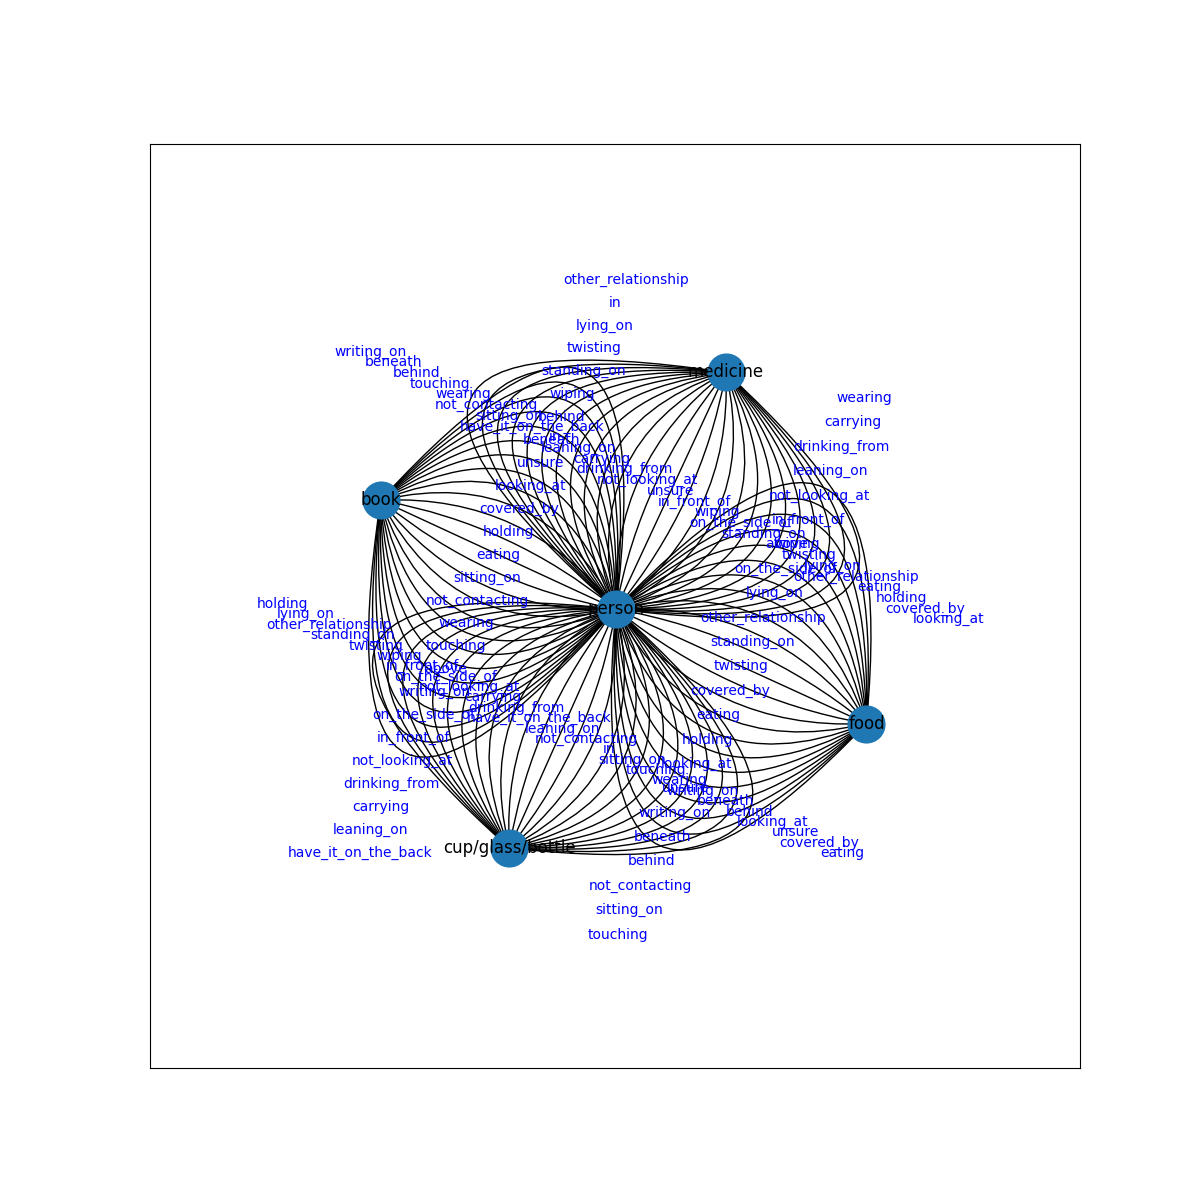 other_relationship
in
lying_on
twisting
writing_on
beneath
standing_on
medicine
behind
touching
wearing
wiping
wearing
not_contacting
carrying
sitting_on
behind
have_it_on_the_back
beneath
drinking_from
leaning_on
unsure
carrying
drinking_from
leaning_on
not_looking_at
looking_at
unsure
not_looking_at
book
in_front_of
covered_by
wiping
in_front_of
on_the_side_of
holding
standing_on
above
wiping
eating
twisting
lying_on
on_the_side_of
sitting_on
other_relationship
eating
lying_on
not_contacting
holding
holding
person
covered_by
lying_on
other_relationship
looking_at
other_relationship
wearing
standing_on
standing_on
twisting
touching
wiping
in_front_of
above
twisting
on_the_side_of
not_looking_at
covered_by
writing_on
carrying
drinking_from
on_the_side_of
have_it_on_the_back
eating
food
leaning_on
in_front_of
not_contacting
holding
in
not_looking_at
sitting_on
looking_at
touching
drinking_from
wearing
unsure
writing_on
beneath
carrying
writing_on
behind
looking_at
leaning_on
unsure
beneath
covered_by
cup/glass/bottle
have_it_on_the_back
eating
behind
not_contacting
sitting_on
touching